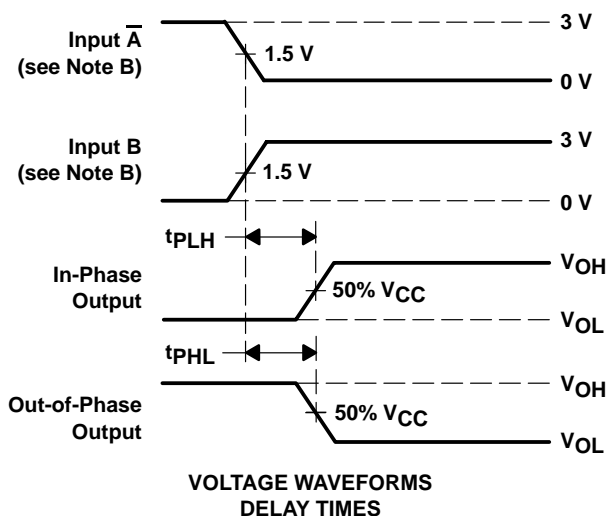 Input A̅
(see Note B)
3 V
1.5 V
0 V
Input B
(see Note B)
3 V
1.5 V
0 V
tPLH
In-Phase
Output
VOH
50% VCC
VOL
tPHL
Out-of-Phase
Output
VOH
50% VCC
VOL
VOLTAGE WAVEFORMS
DELAY TIMES